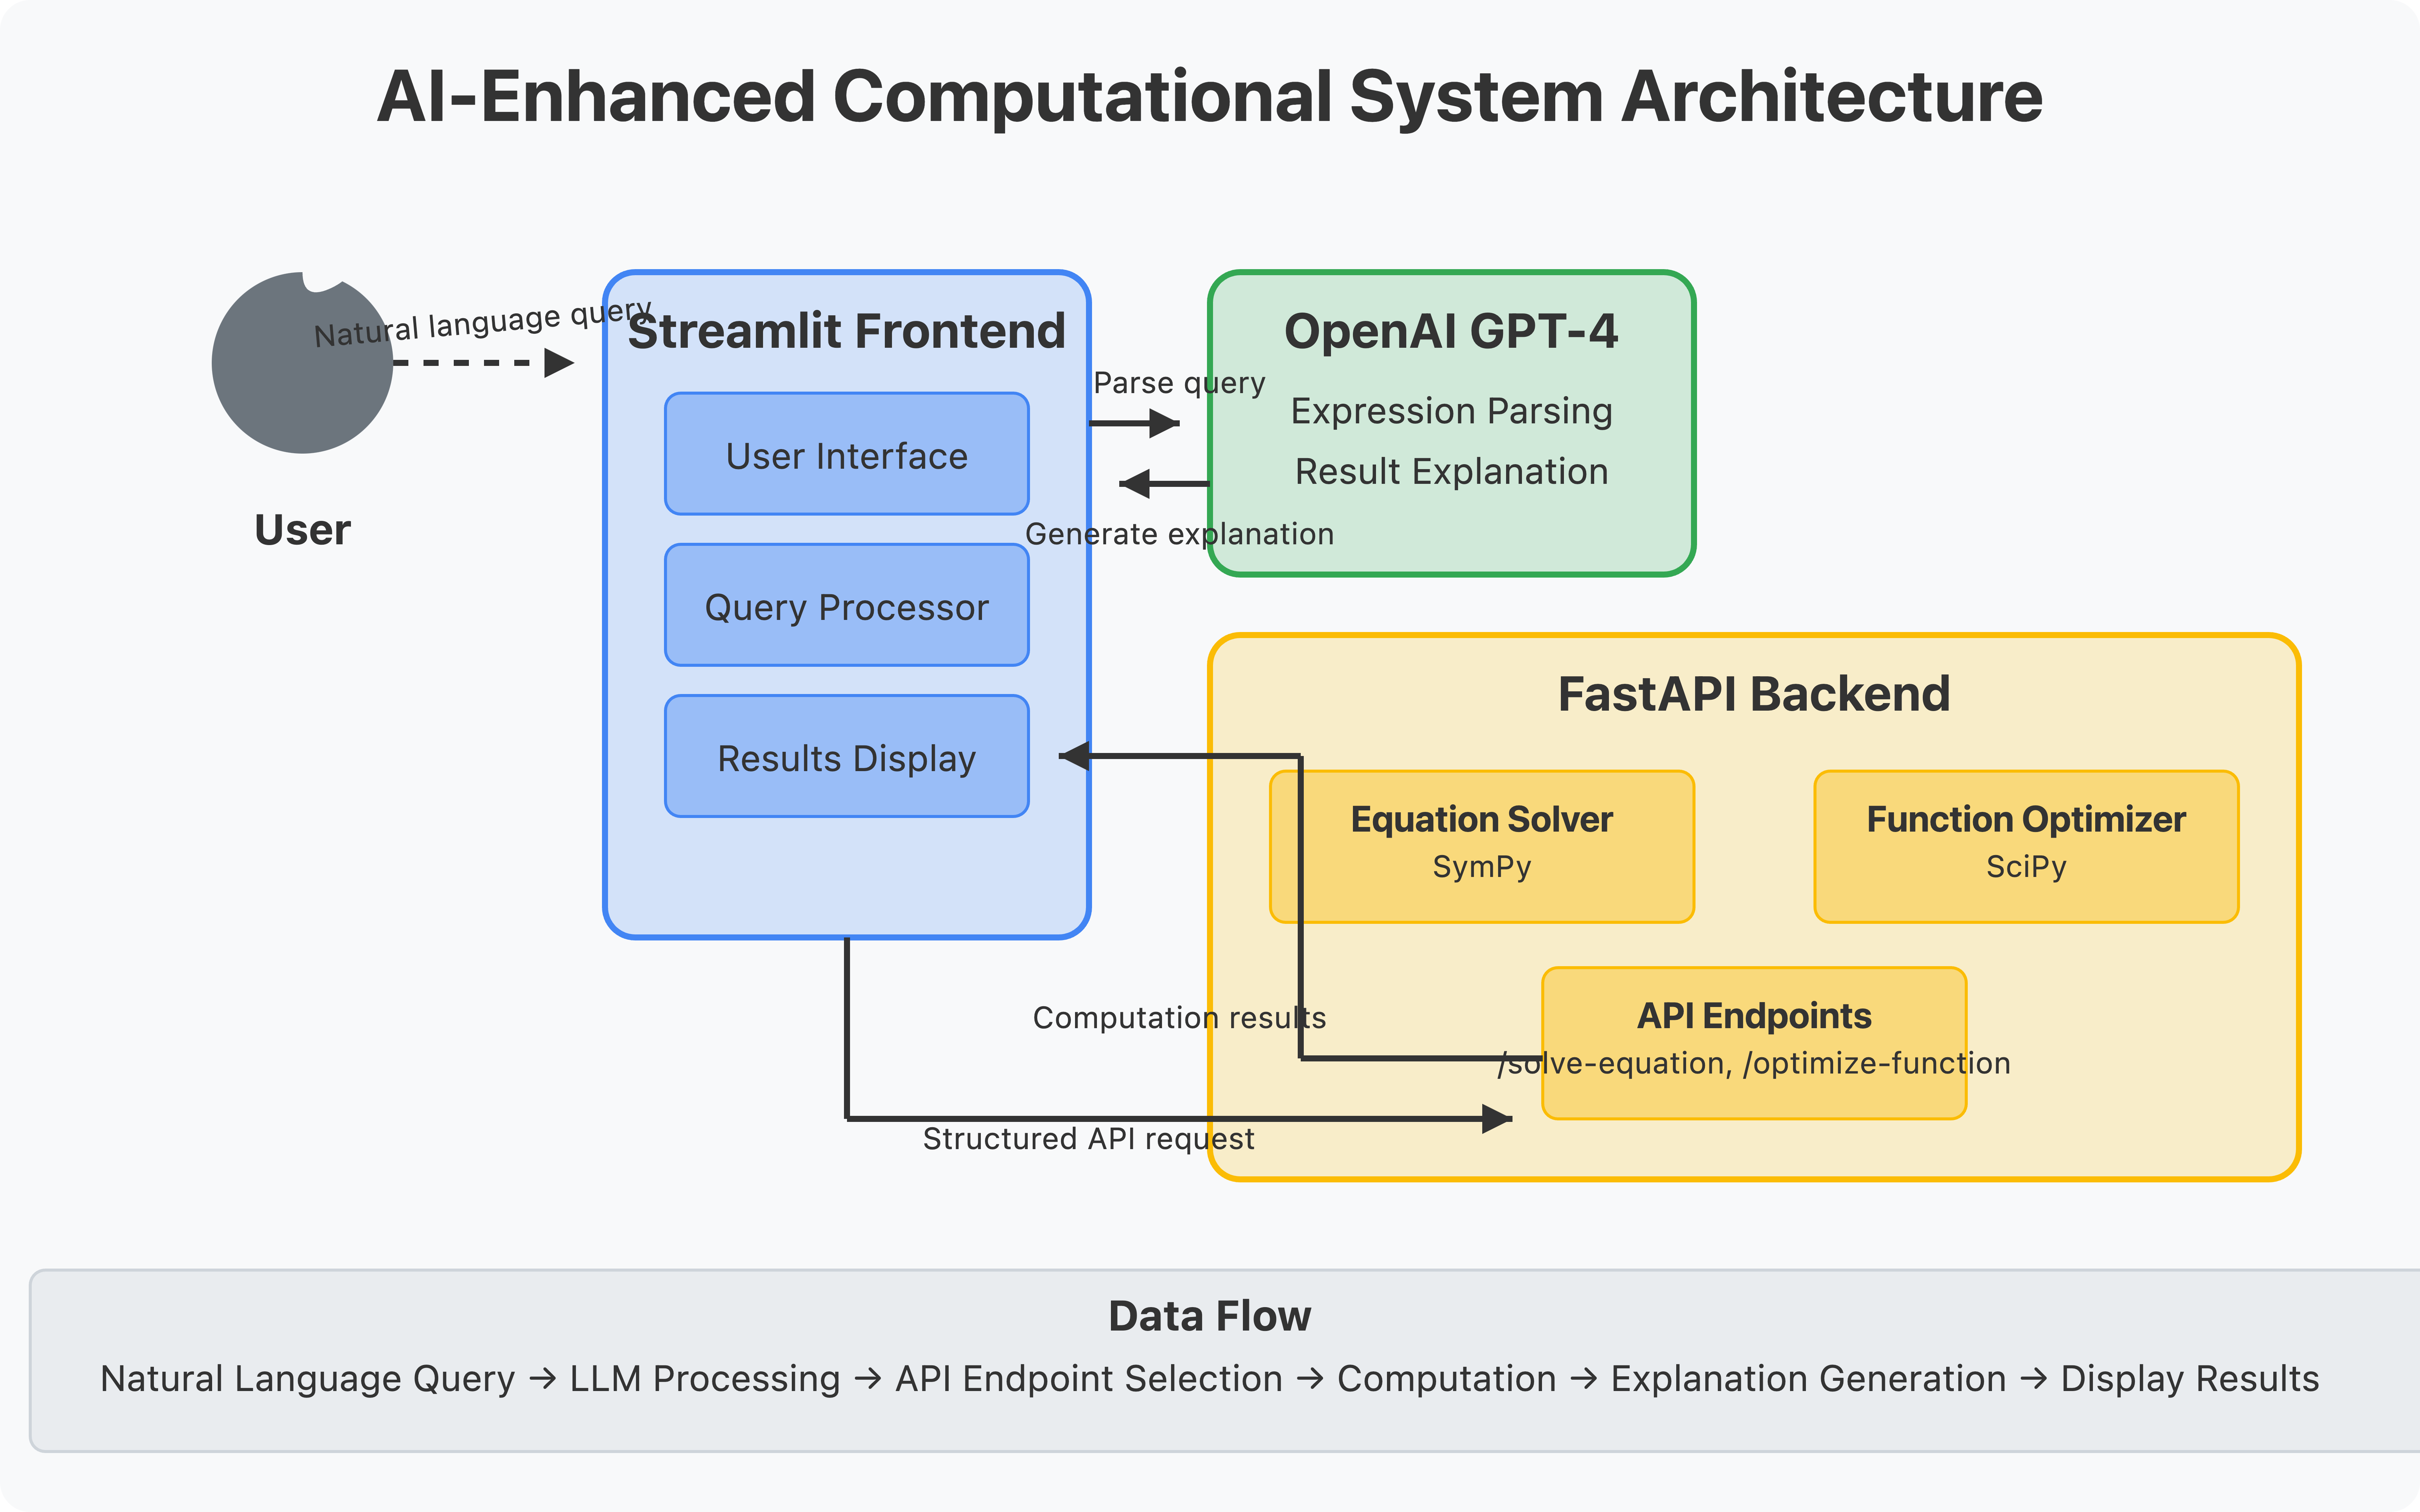 AI-Enhanced Computational System Architecture
Natural language query
User
Streamlit Frontend
User Interface
Query Processor
Results Display
Parse query
Generate explanation
OpenAI GPT-4
Expression Parsing
Result Explanation
FastAPI Backend
Equation Solver
SymPy
Function Optimizer
SciPy
API Endpoints
/solve-equation, /optimize-function
Computation results
Structured API request
Data Flow
Natural Language Query → LLM Processing → API Endpoint Selection → Computation → Explanation Generation → Display Results